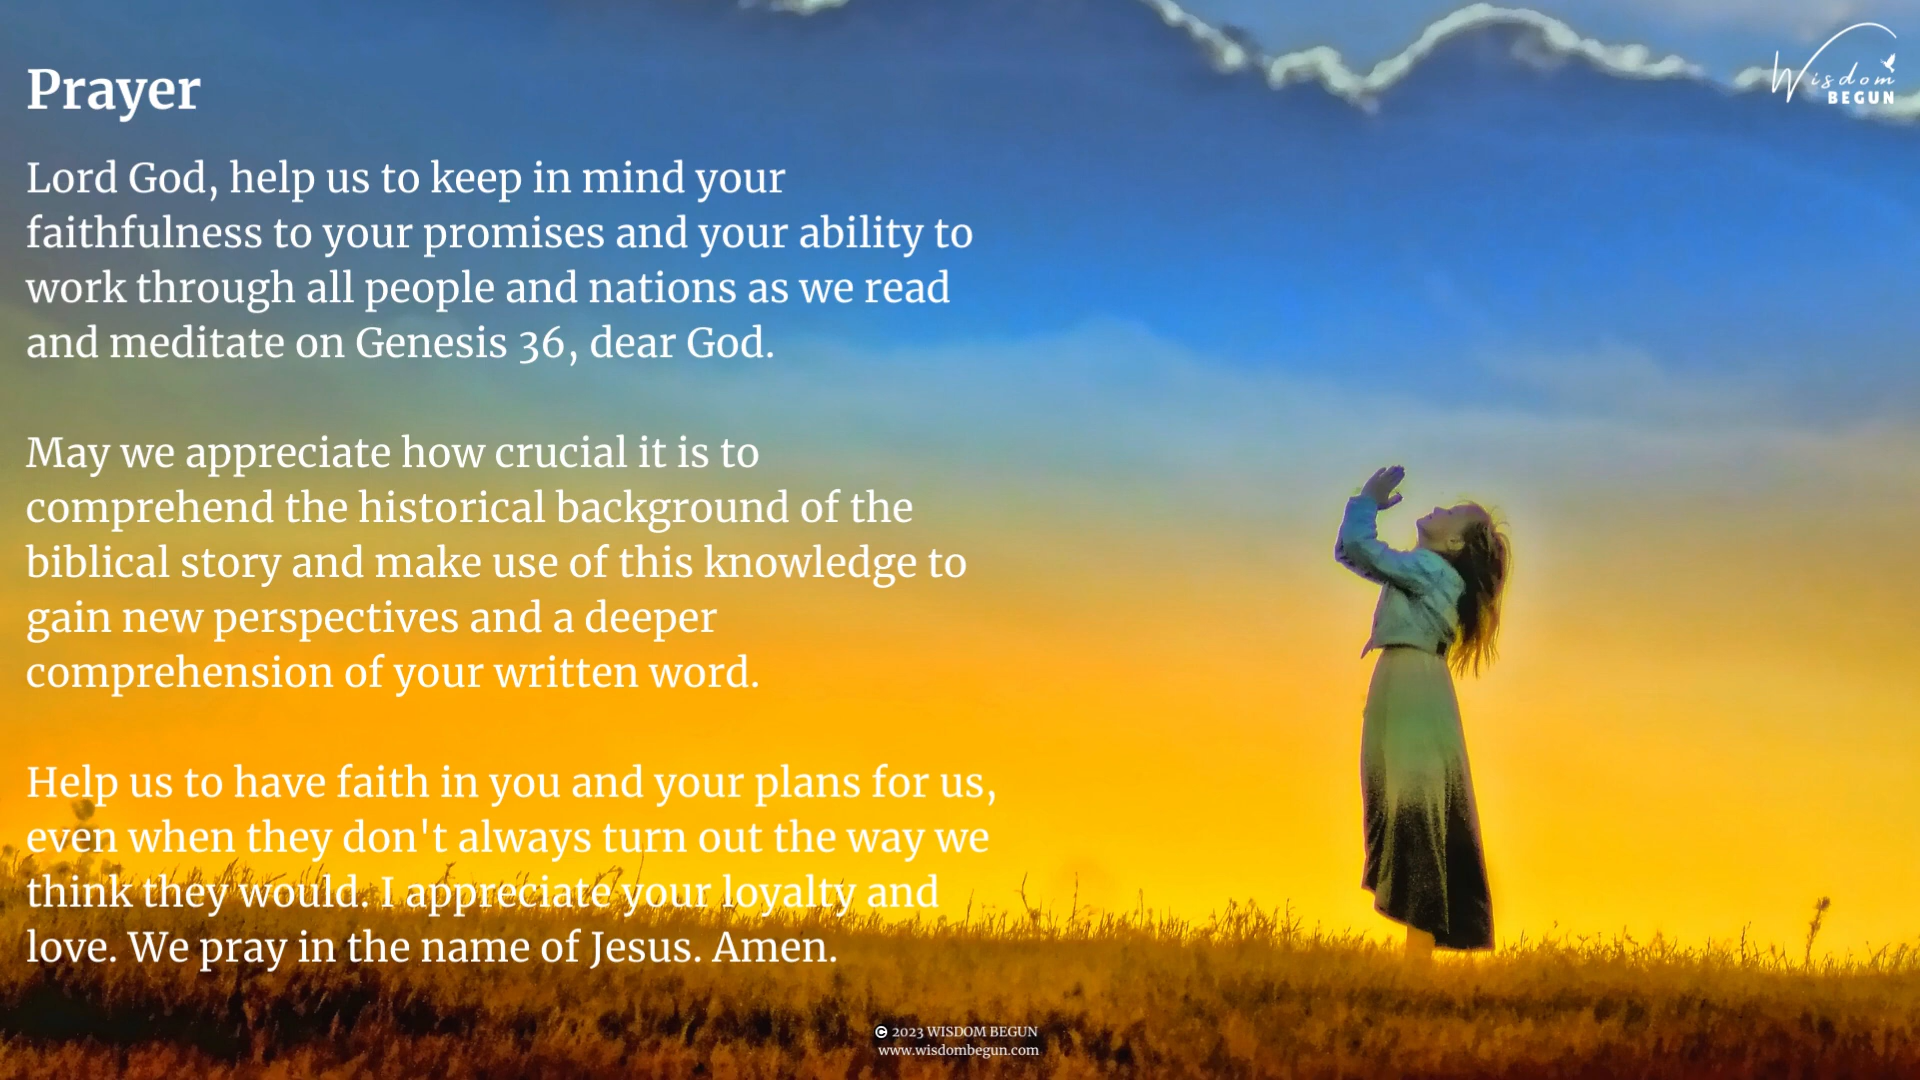 Prayer
Wisdom
BEGUN
Lord God, help us to keep in mind your
faithfulness to your promises and your ability to
work through all people and nations as we read
and meditate on Genesis 36, dear God.
May we appreciate how crucial it is to
comprehend the historical background of the
biblical story and make use of this knowledge to
gain new perspectives and a deeper
comprehension of your written word.
Help us to have faith in you and your plans for us,
even when they don't always turn out the way we
think they would. I appreciate your loyalty and
love. We pray in the name of Jesus. Amen.
© 2023 WISDOM BEGUN
www.wisdombegun.com